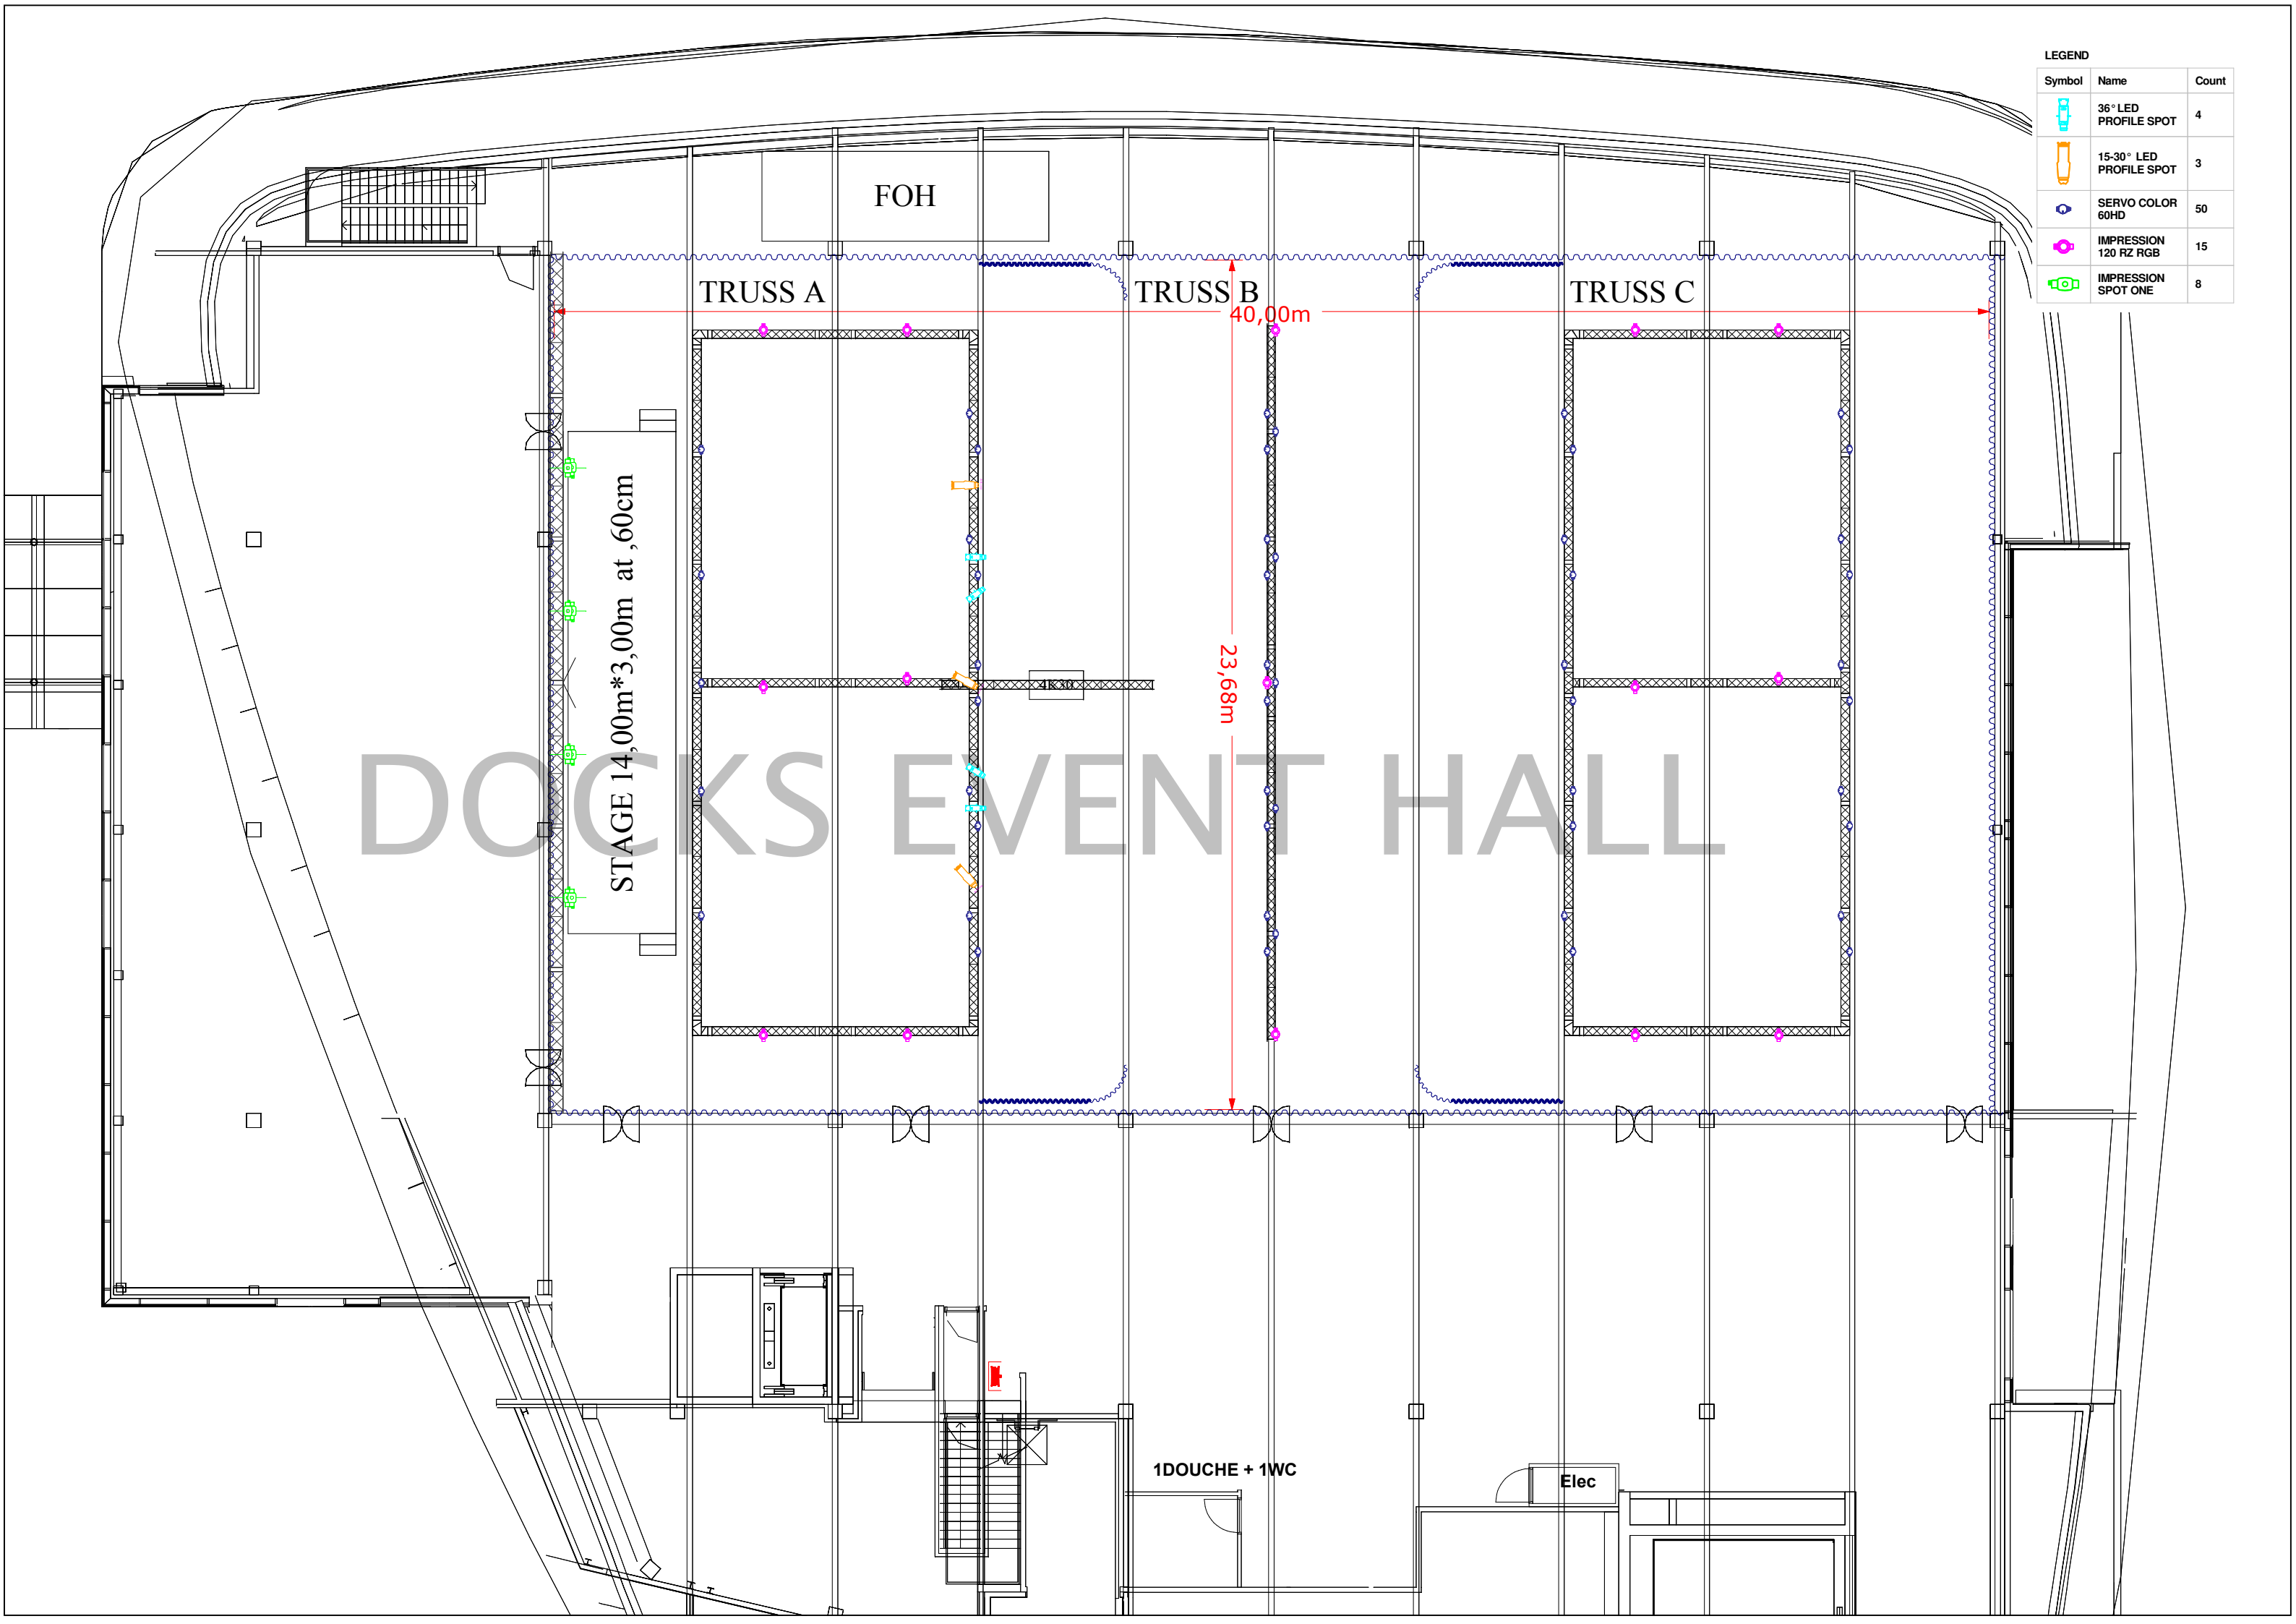 LEGEND
Symbol Name Count
36° LED
PROFILE SPOT 4
15-30° LED
PROFILE SPOT 3
SERVO COLOR
60HD 50
IMPRESSION
120 RZ RGB 15
IMPRESSION
SPOT ONE 8
FOH
TRUSS A
TRUSS B
TRUSS C
40,00m
STAGE 14,00m*3,00m at ,60cm
4K30
23,68m
DOCKS EVENT HALL
1DOUCHE + 1WC
Elec